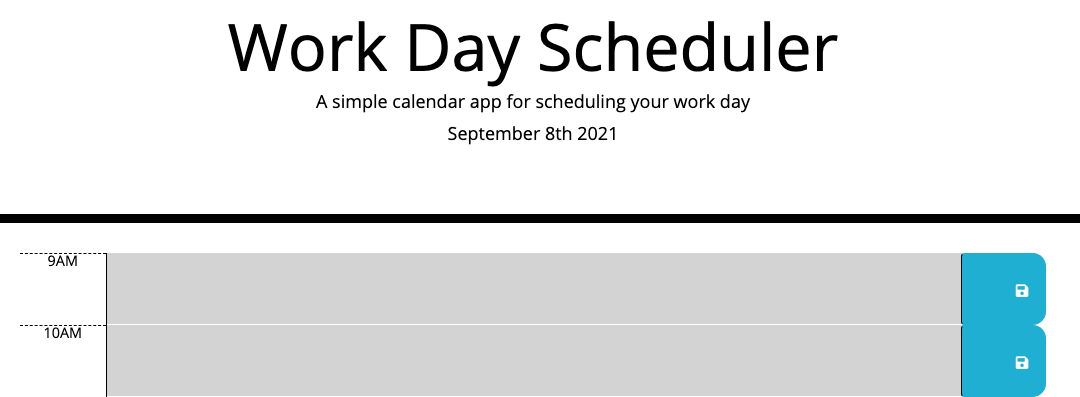 Work Day Scheduler
A simple calendar app for scheduling your work day
September 8th 2021
9AM
10AM